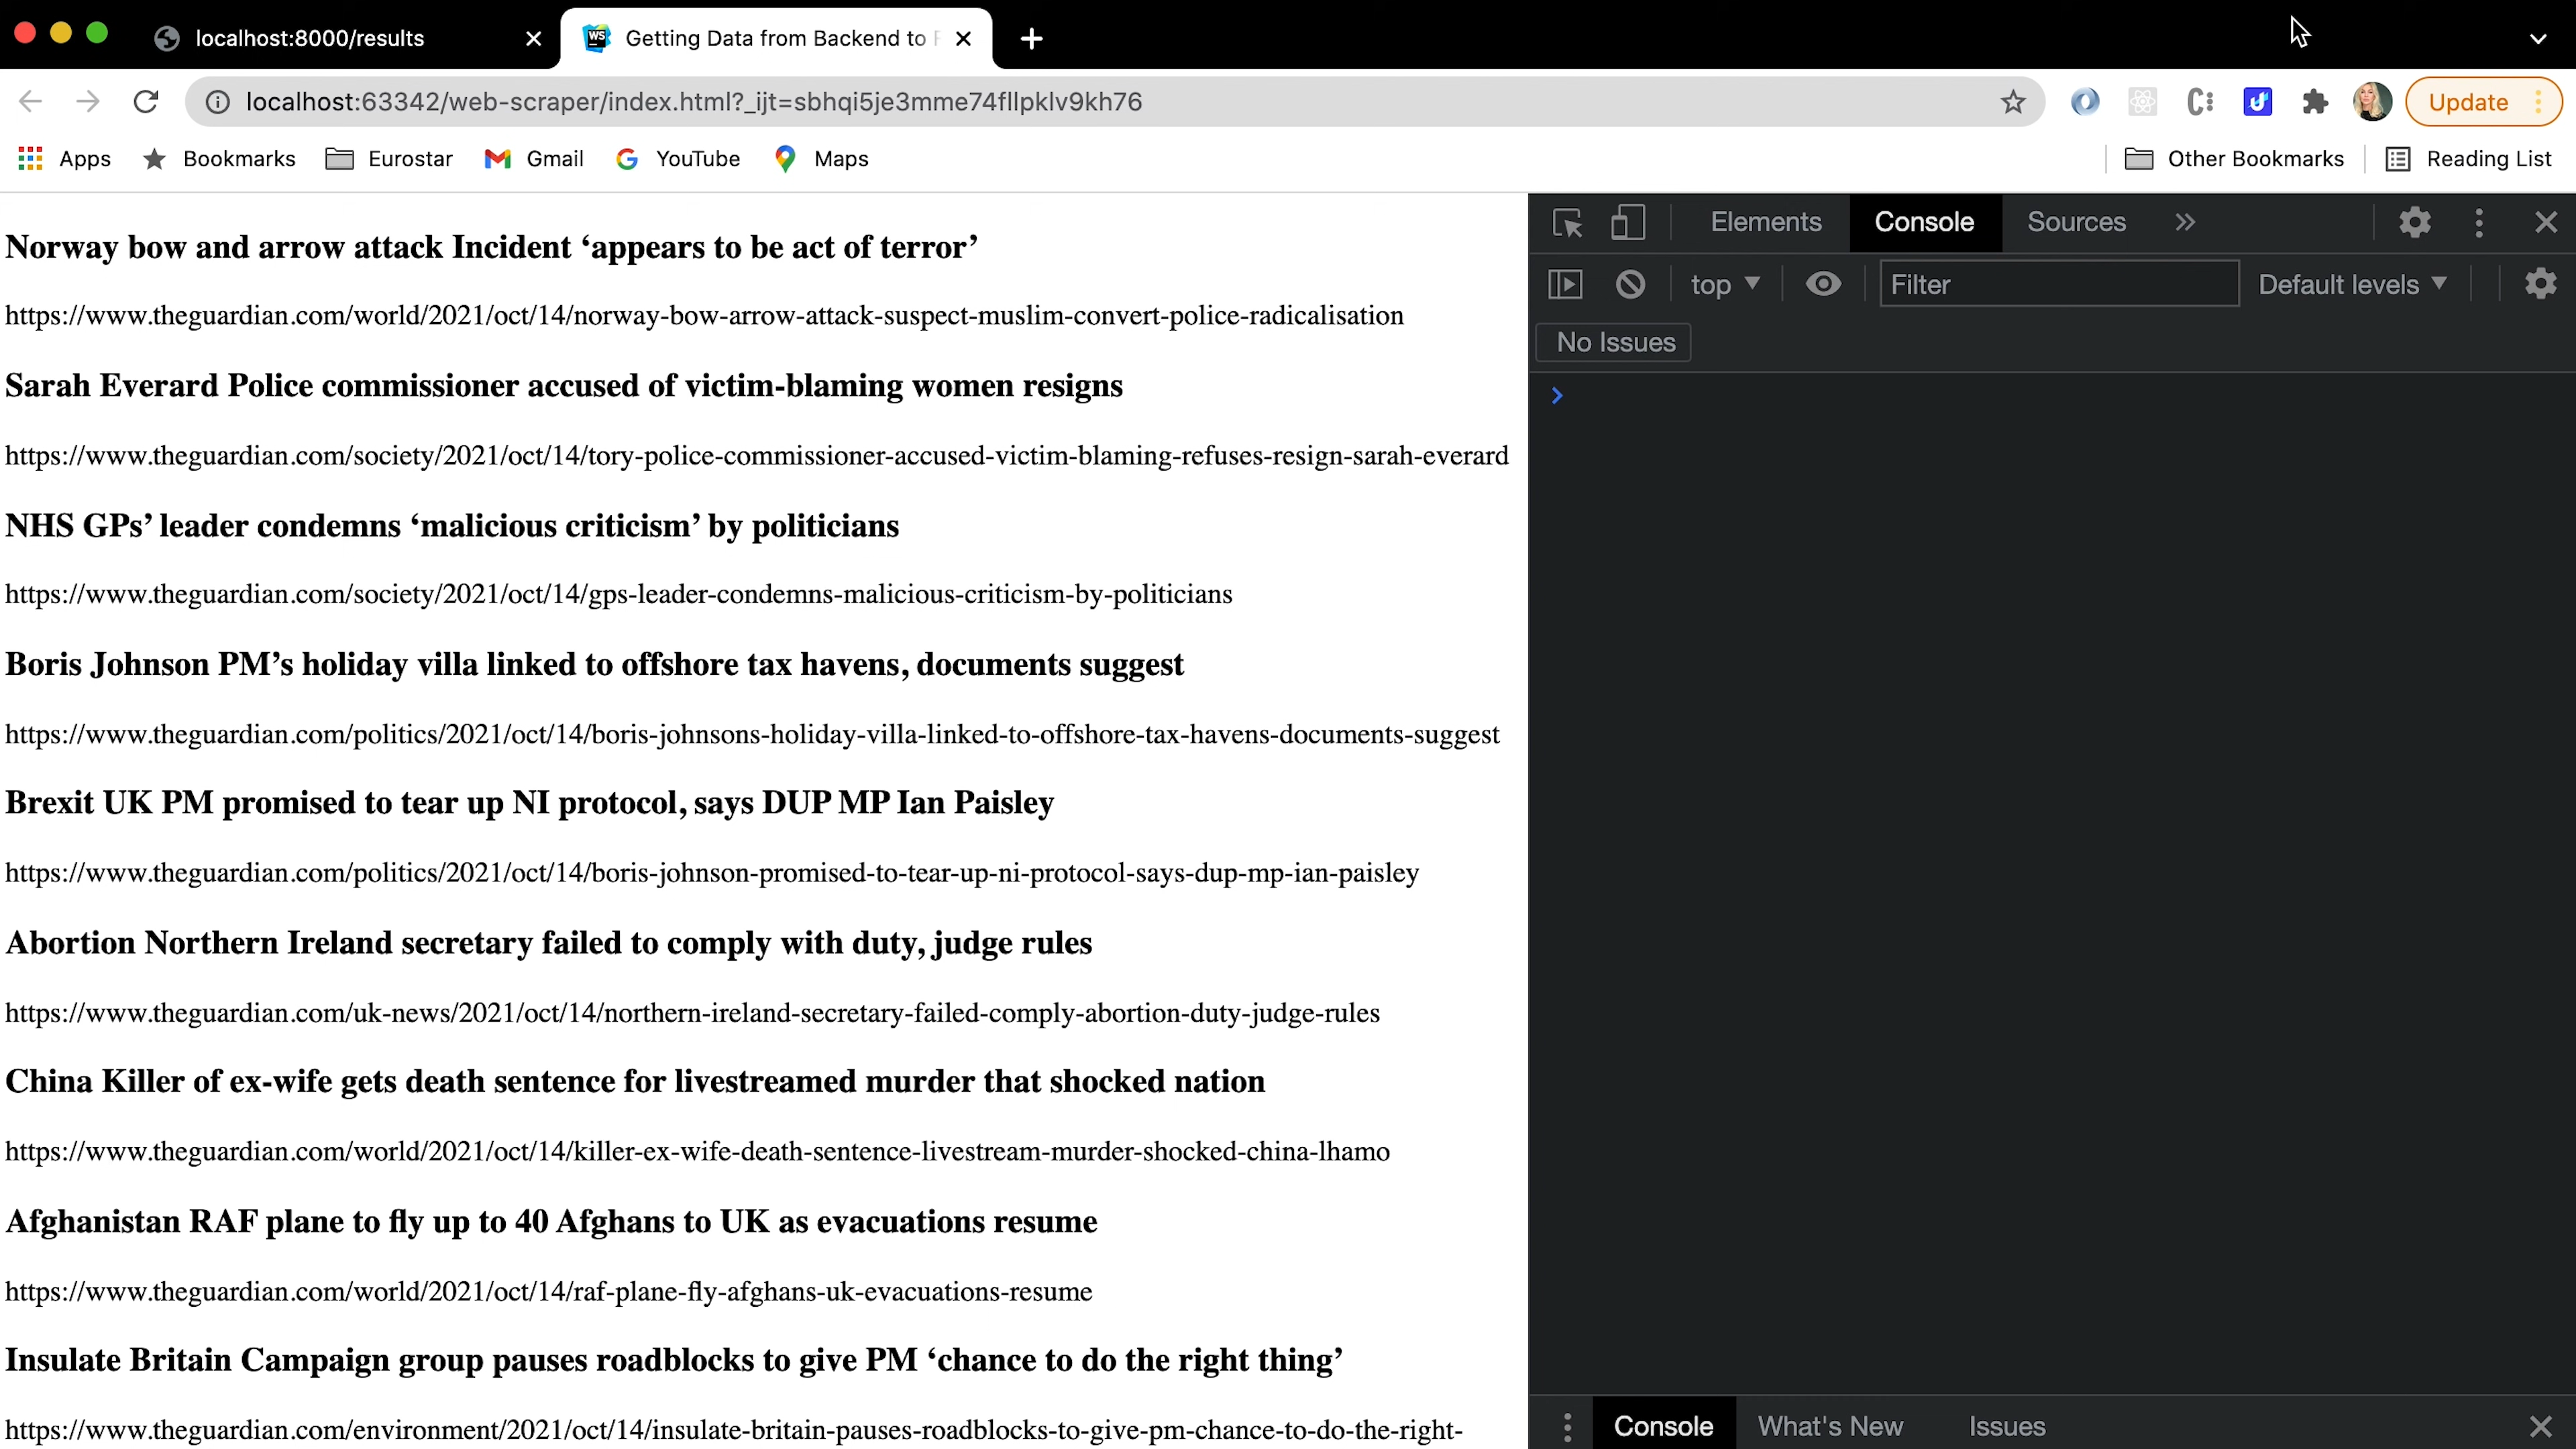 localhost:8000/results
Getting Data from Backend to F
localhost:63342/web-scraper/index.html?_ijt=sbhqi5je3mme74fllpklv9kh76
Update
Apps Bookmarks Eurostar Gmail YouTube Maps Other Bookmarks Reading List
Norway bow and arrow attack Incident ‘appears to be act of terror’
https://www.theguardian.com/world/2021/oct/14/norway-bow-arrow-attack-suspect-muslim-convert-police-radicalisation
Sarah Everard Police commissioner accused of victim-blaming women resigns
https://www.theguardian.com/society/2021/oct/14/tory-police-commissioner-accused-victim-blaming-refuses-resign-sarah-everard
NHS GPs’ leader condemns ‘malicious criticism’ by politicians
https://www.theguardian.com/society/2021/oct/14/gps-leader-condemns-malicious-criticism-by-politicians
Boris Johnson PM’s holiday villa linked to offshore tax havens, documents suggest
https://www.theguardian.com/politics/2021/oct/14/boris-johnsons-holiday-villa-linked-to-offshore-tax-havens-documents-suggest
Brexit UK PM promised to tear up NI protocol, says DUP MP Ian Paisley
https://www.theguardian.com/politics/2021/oct/14/boris-johnson-promised-to-tear-up-ni-protocol-says-dup-mp-ian-paisley
Abortion Northern Ireland secretary failed to comply with duty, judge rules
https://www.theguardian.com/uk-news/2021/oct/14/northern-ireland-secretary-failed-comply-abortion-duty-judge-rules
China Killer of ex-wife gets death sentence for livestreamed murder that shocked nation
https://www.theguardian.com/world/2021/oct/14/killer-ex-wife-death-sentence-livestream-murder-shocked-china-lhamo
Afghanistan RAF plane to fly up to 40 Afghans to UK as evacuations resume
https://www.theguardian.com/world/2021/oct/14/raf-plane-fly-afghans-uk-evacuations-resume
Insulate Britain Campaign group pauses roadblocks to give PM ‘chance to do the right thing’
https://www.theguardian.com/environment/2021/oct/14/insulate-britain-pauses-roadblocks-to-give-pm-chance-to-do-the-right-
Elements Console Sources
top Filter Default levels
No Issues
Console What's New Issues